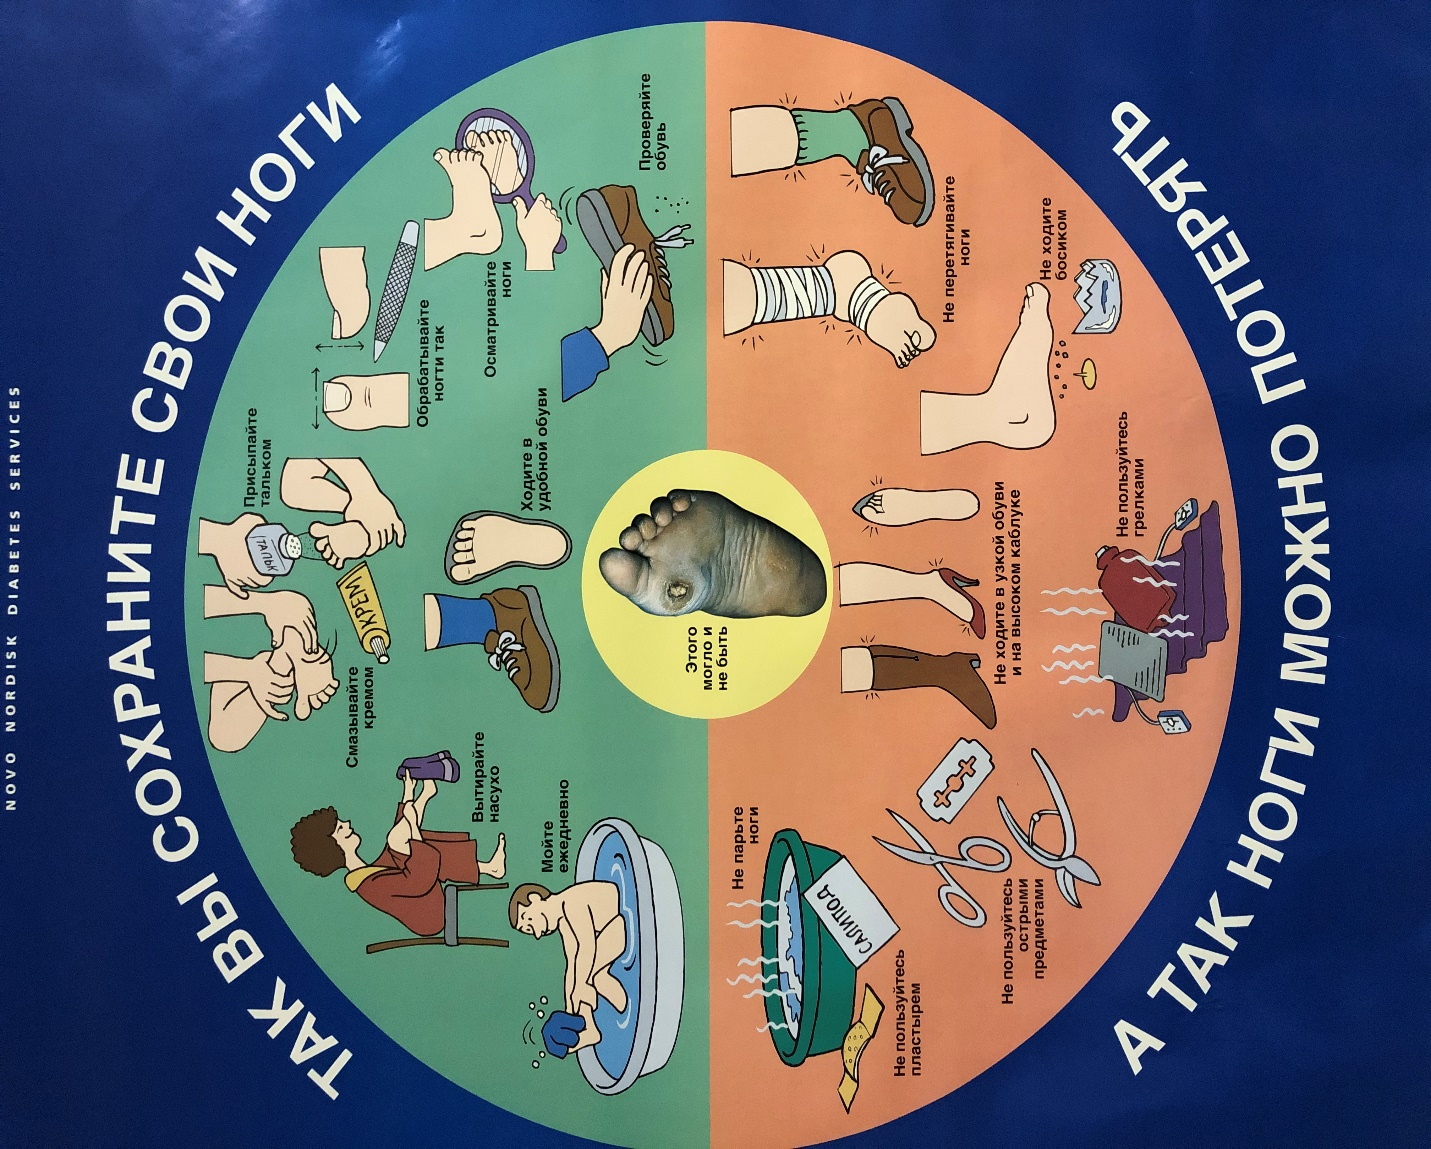 NOVO NORDISK DIABETES SERVICES
ТАК ВЫ СОХРАНИТЕ СВОИ НОГИ
Мойте
ежедневно
Вытирайте
насухо
Смазывайте
кремом
КРЕМ
ТАЛЬК
Присыпайте
тальком
Обрабатывайте
ногти так
Осматривайте
ноги
Проверяйте
обувь
Ходите в
удобной обуви
Этого
могло и
не быть
Не парьте
ноги
САЛИПОД
Не пользуйтесь
пластырем
Не пользуйтесь
острыми
предметами
Не ходите в узкой обуви
и на высоком каблуке
Не пользуйтесь
грелками
Не перетягивайте
ноги
Не ходите
босиком
А ТАК НОГИ МОЖНО ПОТЕРЯТЬ